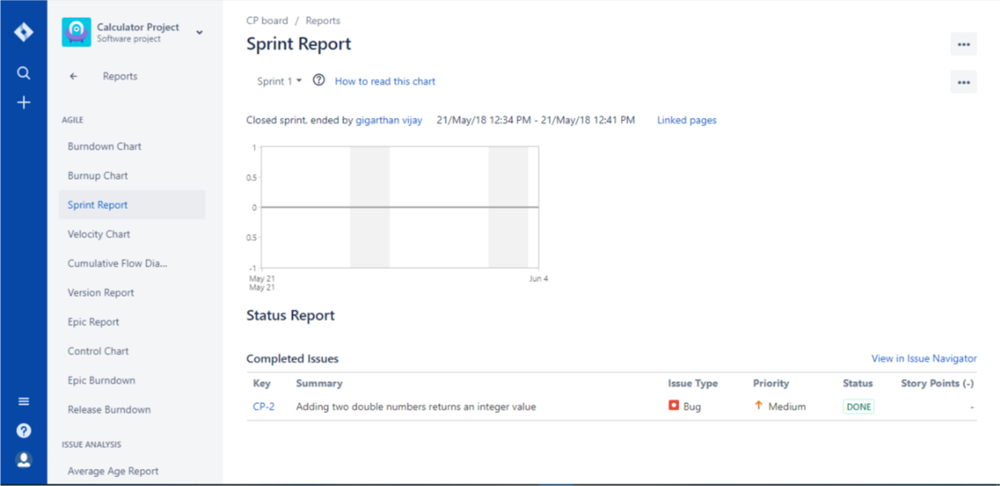 Calculator Project
Software project
Reports
AGILE
Burndown Chart
Burnup Chart
Sprint Report
Velocity Chart
Cumulative Flow Dia...
Version Report
Epic Report
Control Chart
Epic Burndown
Release Burndown
ISSUE ANALYSIS
Average Age Report
CP board / Reports
Sprint Report
Sprint 1 How to read this chart
Closed sprint, ended by gigarthan vijay 21/May/18 12:34 PM - 21/May/18 12:41 PM Linked pages
1
0.5
0
0.5
-1
May 21 Jun 4
May 21
Status Report
Completed Issues View in Issue Navigator
Key Summary Issue Type Priority Status Story Points (-)
CP-2 Adding two double numbers returns an integer value Bug Medium DONE -